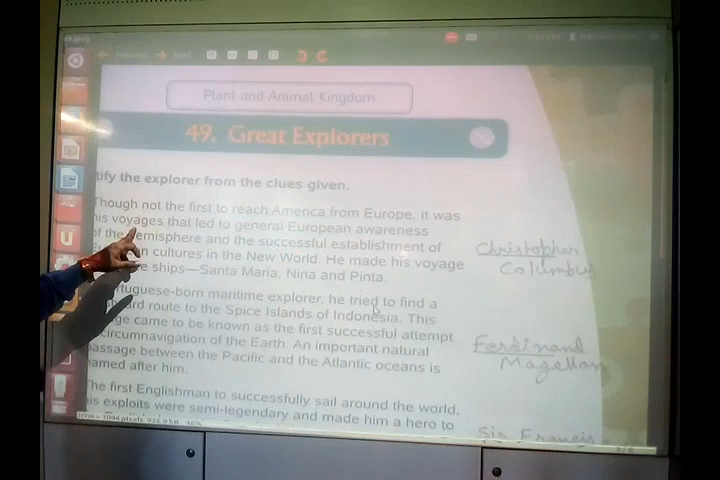 Plant and Animal Kingdom
49. Great Explorers
tify the explorer from the clues given.
Though not the first to reach America from Europe, it was
his voyages that led to general European awareness
of the hemisphere and the successful establishment of
n cultures in the New World. He made his voyage
ships—Santa Maria, Nina and Pinta.
Christophar
Columbus
rtuguese-born maritime explorer, he tried to find a
route to the Spice Islands of Indonesia. This
came to be known as the first successful attempt
circumnavigation of the Earth. An important natural
passage between the Pacific and the Atlantic oceans is
named after him.
Ferdinand
Magellan
The first Englishman to successfully sail around the world,
his exploits were semi-legendary and made him a hero to
Sir Francis